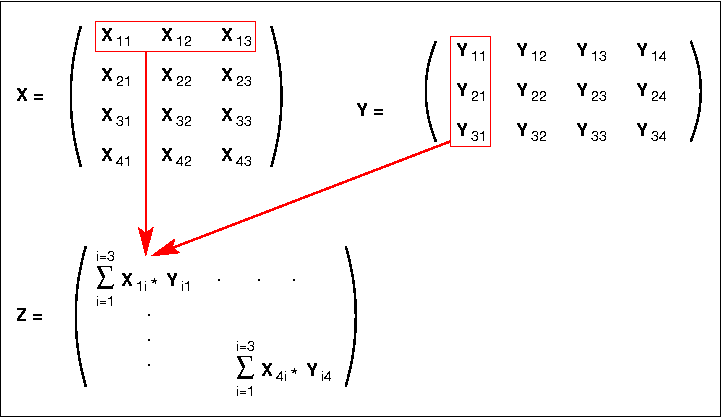 X₁₁ X₁₂ X₁₃
X₂₁ X₂₂ X₂₃
X =
X₃₁ X₃₂ X₃₃
X₄₁ X₄₂ X₄₃
Y₁₁ Y₁₂ Y₁₃ Y₁₄
Y₂₁ Y₂₂ Y₂₃ Y₂₄
Y =
Y₃₁ Y₃₂ Y₃₃ Y₃₄
i=3
∑ X₁ᵢ * Yᵢ₁ . . .
i=1
.
Z =
.
.
i=3
∑ X₄ᵢ * Yᵢ₄
i=1